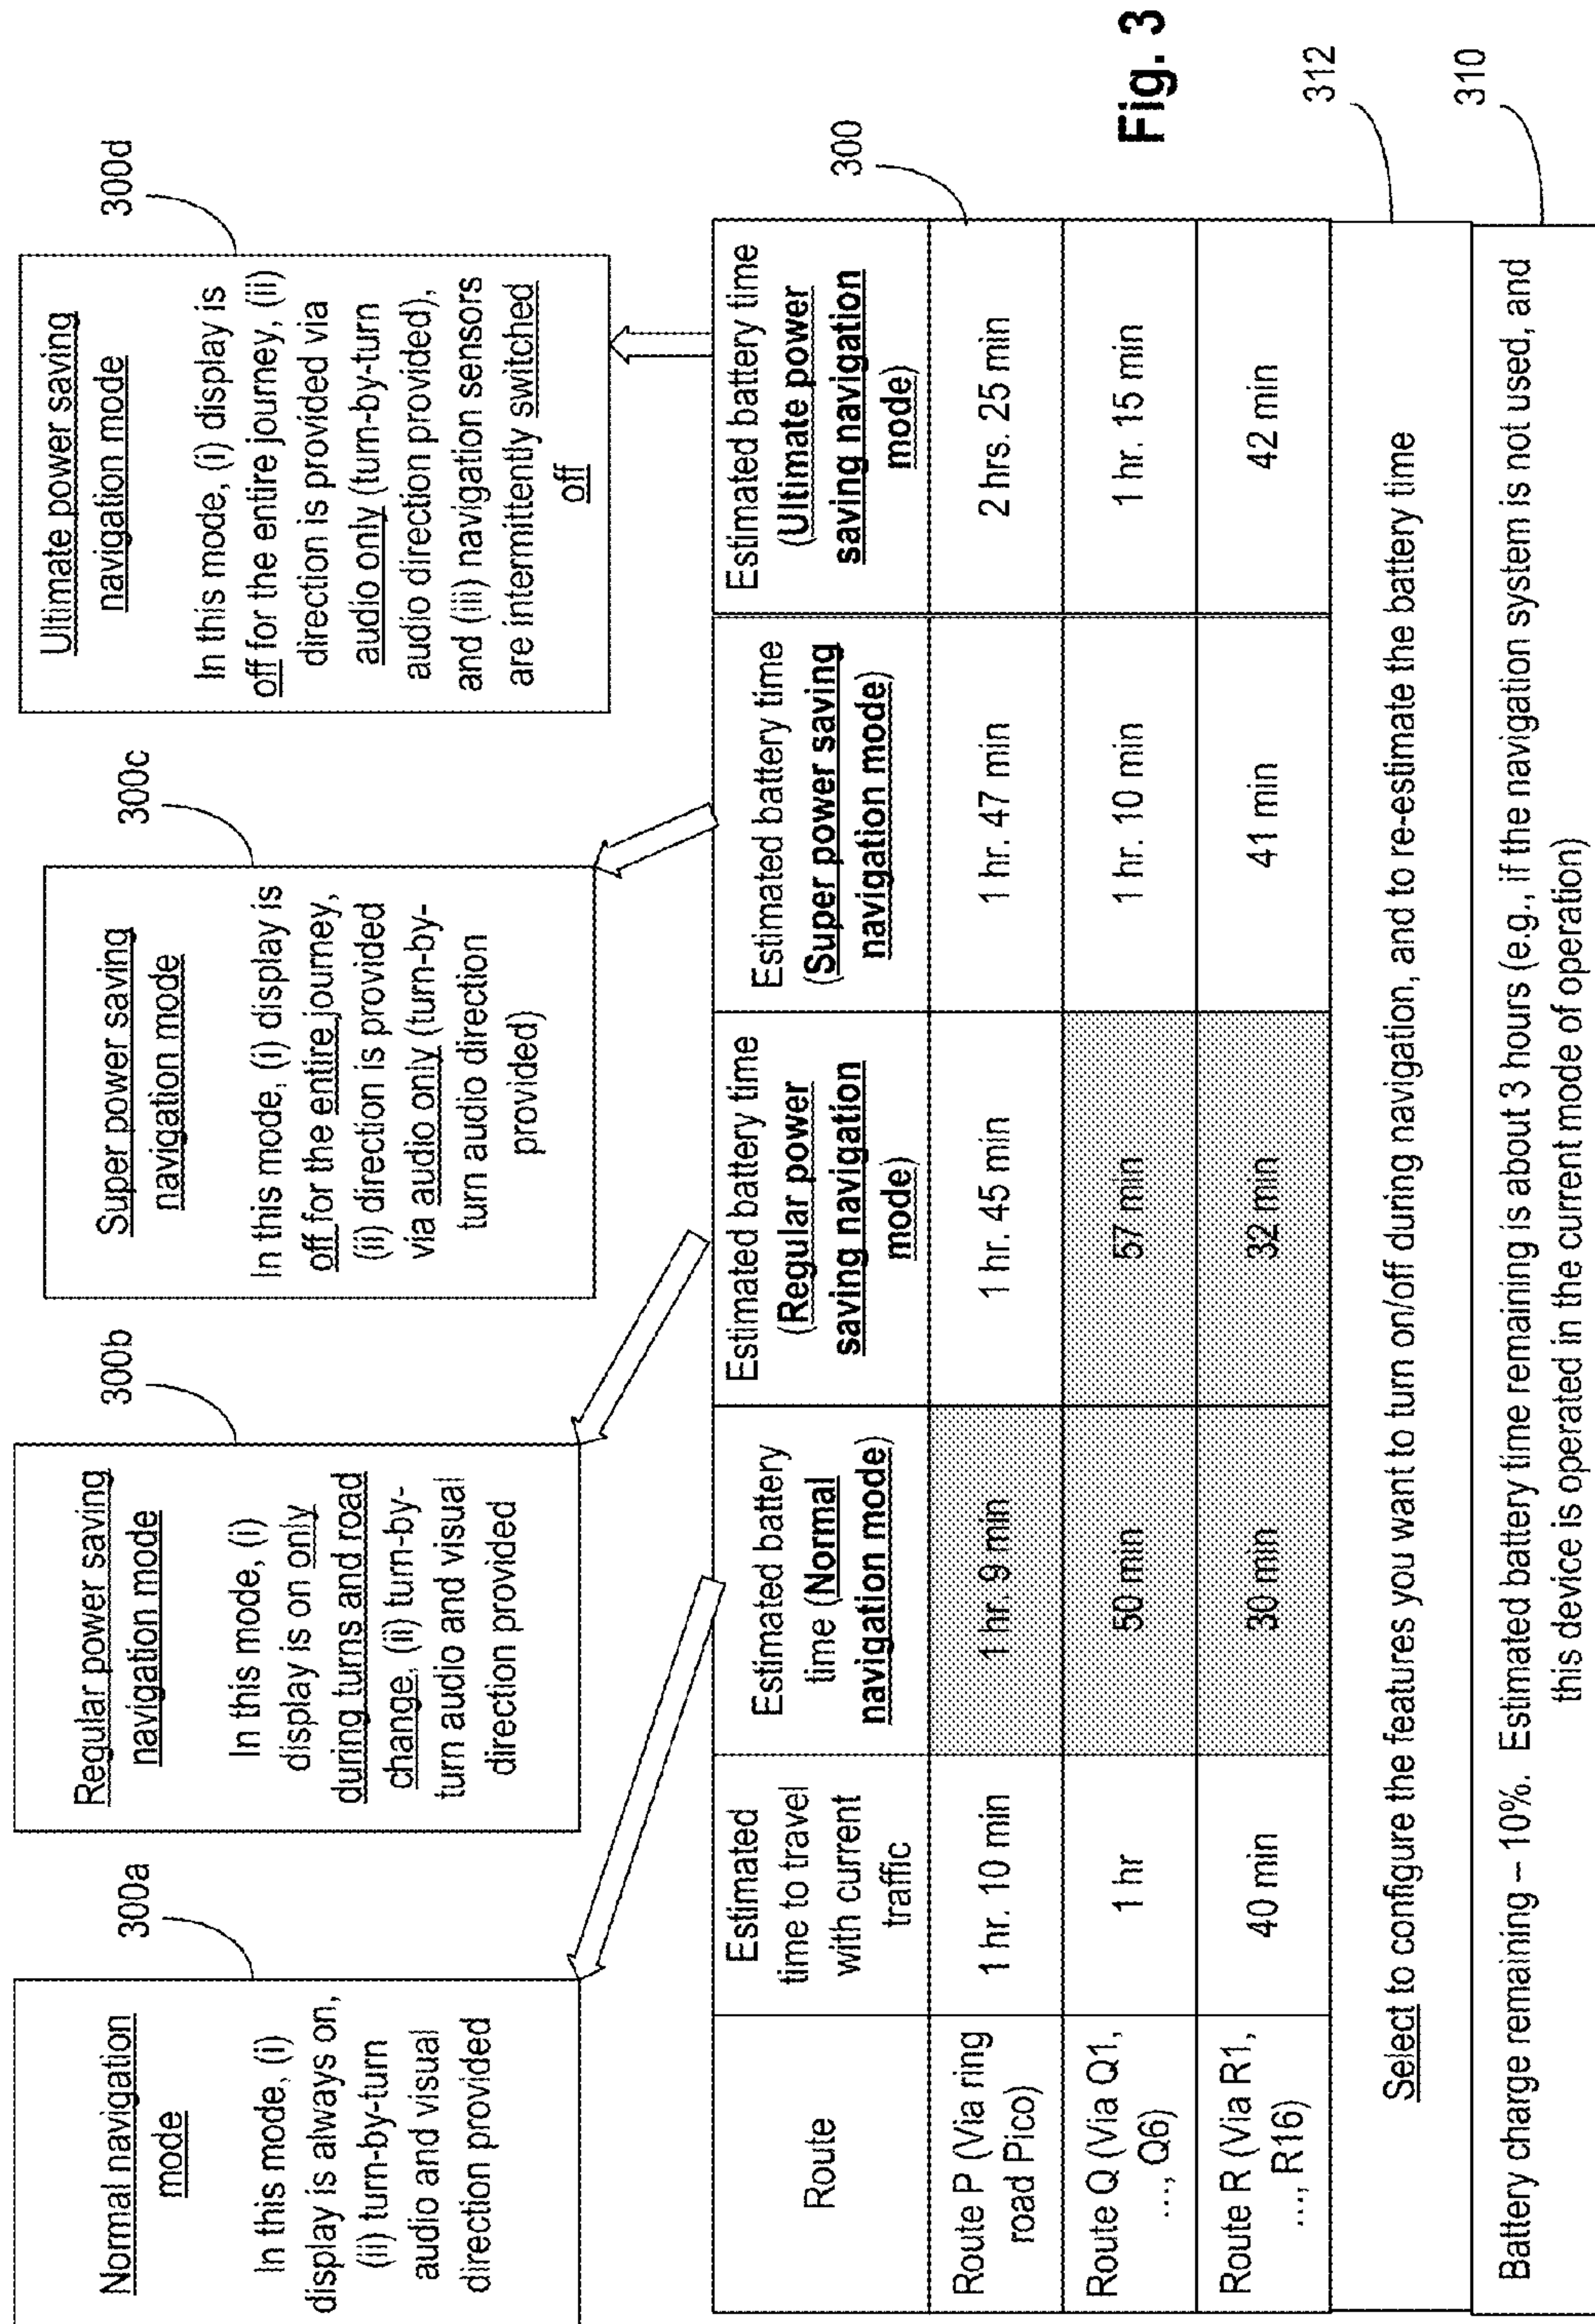 300a
Normal navigation
mode
In this mode, (i)
display is always on,
(ii) turn-by-turn
audio and visual
direction provided
300b
Regular power saving
navigation mode
In this mode, (i)
display is on only
during turns and road
change, (ii) turn-by-
turn audio and visual
direction provided
300c
Super power saving
navigation mode
In this mode, (i) display is
off for the entire journey,
(ii) direction is provided
via audio only (turn-by-
turn audio direction
provided)
300d
Ultimate power saving
navigation mode
In this mode, (i) display is
off for the entire journey, (ii)
direction is provided via
audio only (turn-by-turn
audio direction provided),
and (iii) navigation sensors
are intermittently switched
off
300
Route
Estimated
time to travel
with current
traffic
Estimated battery
time (Normal
navigation mode)
Estimated battery time
(Regular power
saving navigation
mode)
Estimated battery time
(Super power saving
navigation mode)
Estimated battery time
(Ultimate power
saving navigation
mode)
Route P (Via ring
road Pico)
1 hr. 10 min
1 hr. 9 min
1 hr. 45 min
1 hr. 47 min
2 hrs. 25 min
Route Q (Via Q1,
…, Q6)
1 hr
50 min
57 min
1 hr. 10 min
1 hr. 15 min
Route R (Via R1,
…, R16)
40 min
30 min
32 min
41 min
42 min
Select to configure the features you want to turn on/off during navigation, and to re-estimate the battery time
312
Battery charge remaining – 10%. Estimated battery time remaining is about 3 hours (e.g., if the navigation system is not used, and
this device is operated in the current mode of operation)
310
Fig. 3